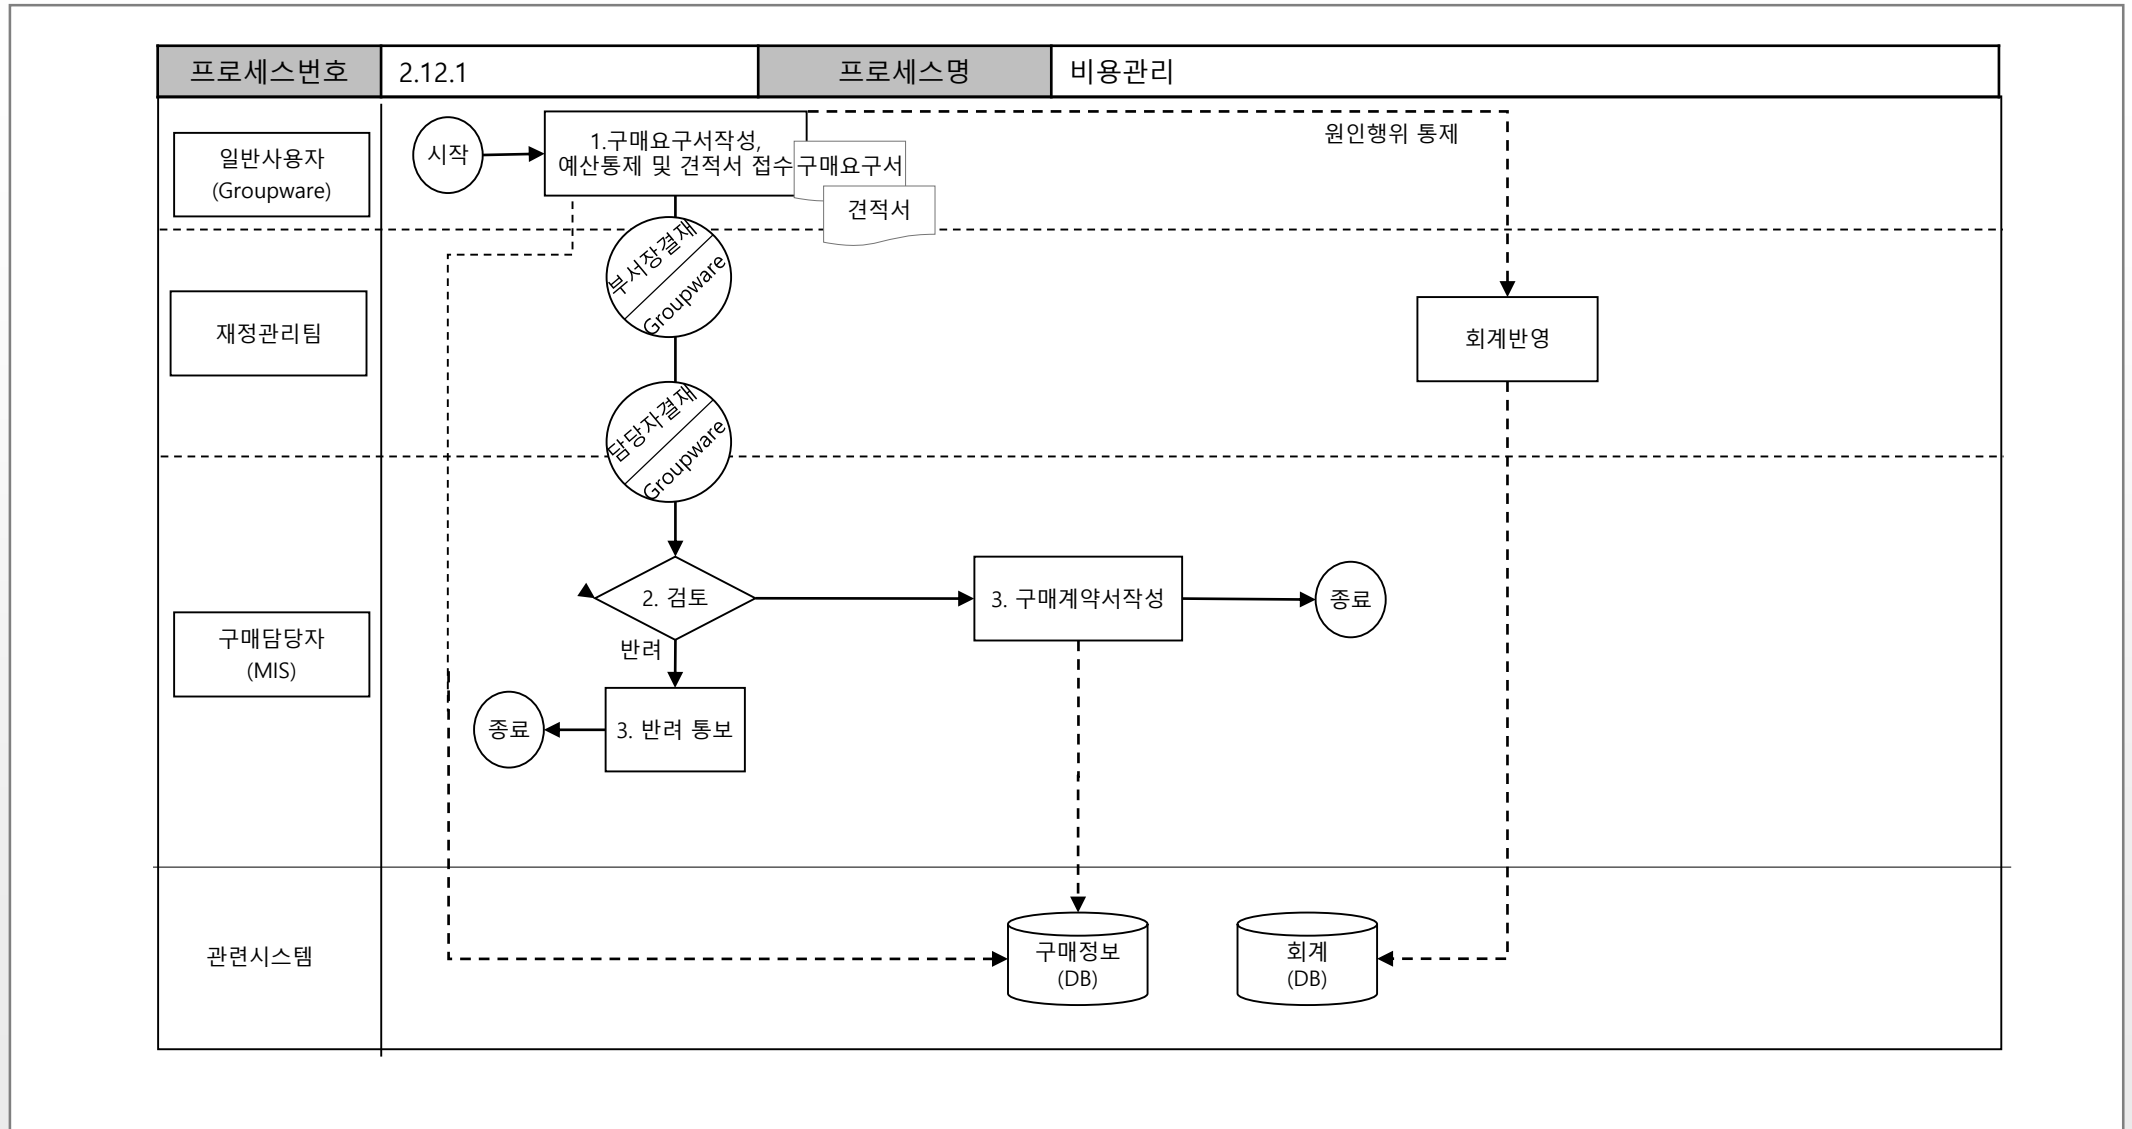 프로세스번호
2.12.1
프로세스명
비용관리
일반사용자
(Groupware)
시작
1.구매요구서작성,
예산통제 및 견적서 접수
구매요구서
견적서
원인행위 통제
부서장결재
Groupware
재정관리팀
회계반영
담당자결재
Groupware
구매담당자
(MIS)
2. 검토
3. 구매계약서작성
종료
반려
종료
3. 반려 통보
관련시스템
구매정보
(DB)
회계
(DB)